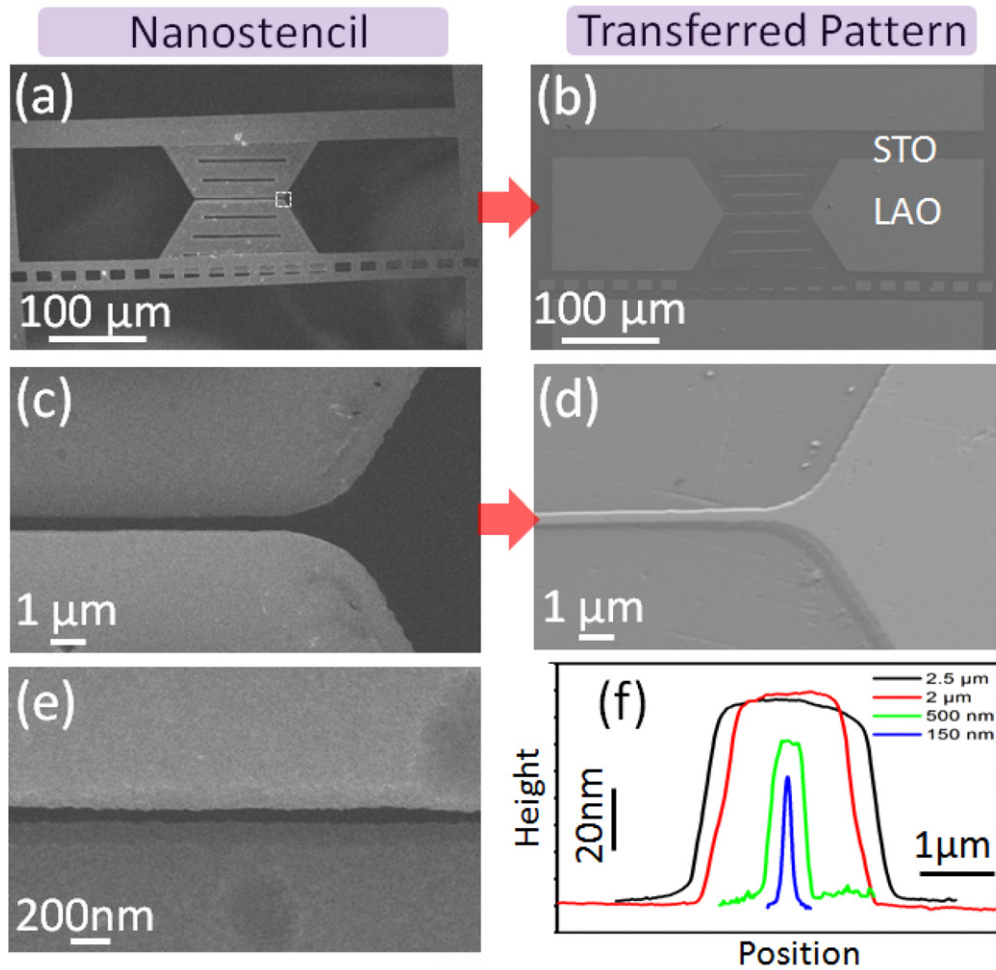 Nanostencil
Transferred Pattern
(a)
100 μm
(b)
STO
LAO
100 μm
(c)
1 μm
(d)
1 μm
(e)
200nm
(f)
2.5 μm
2 μm
500 nm
150 nm
Height
20nm
1μm
Position